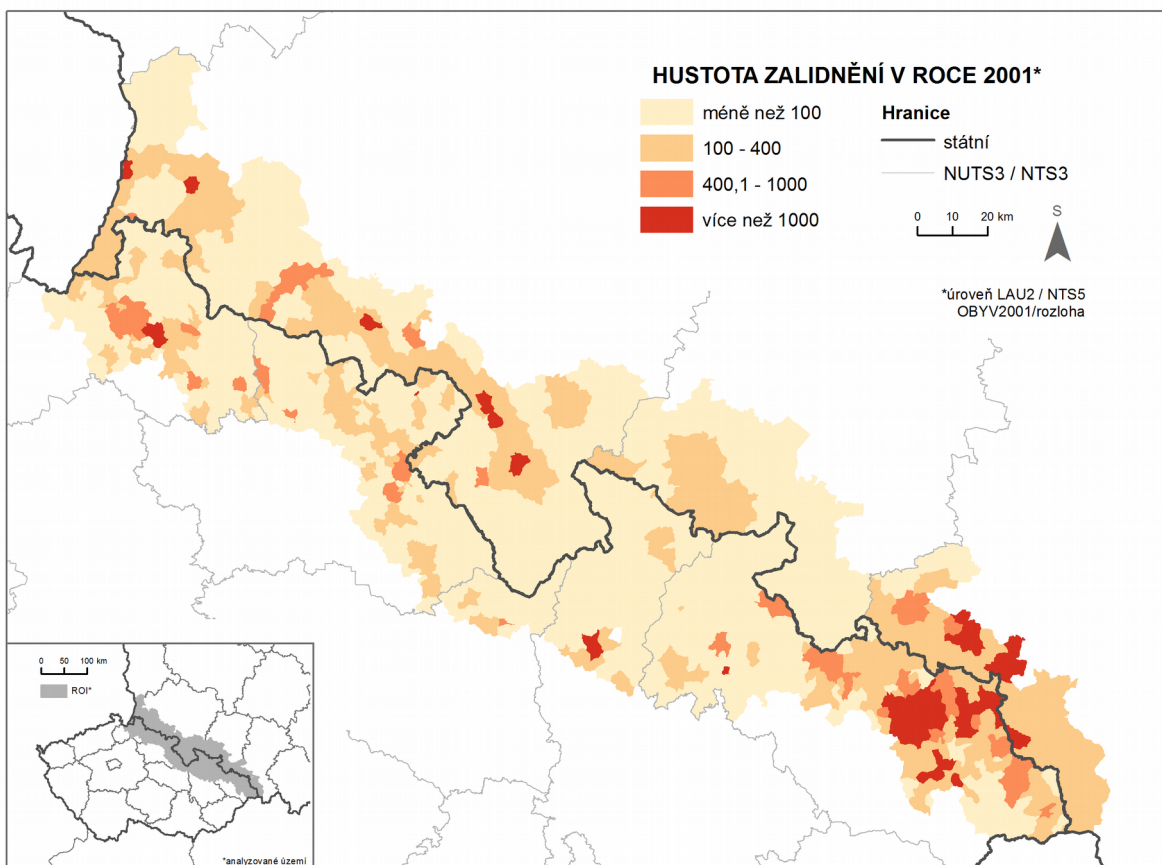 HUSTOTA ZALIDNĚNÍ V ROCE 2001*
méně než 100
100 - 400
400,1 - 1000
více než 1000
Hranice
státní
NUTS3 / NTS3
0 10 20 km
S
*úroveň LAU2 / NTS5
OBYV2001/rozloha
0 50 100 km
ROI*
*analyzované území